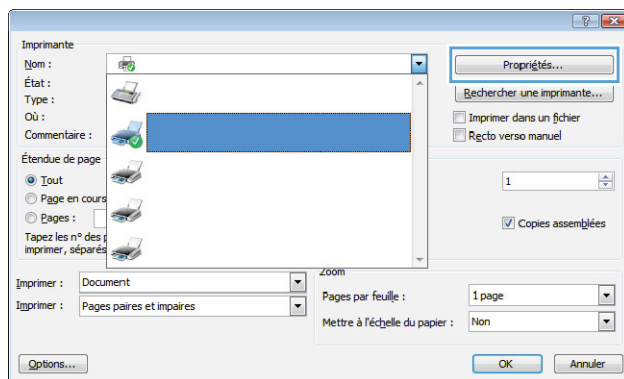 Imprimante
Nom :
Propriétés...
État :
Type :
Rechercher une imprimante...
Où :
Imprimer dans un fichier
Commentaire :
Recto verso manuel
Étendue de page
Tout
1
Page en cours
Pages :
Copies assemblées
Tapez les n° des
imprimer, séparés
Zoom
Imprimer : Document
Pages par feuille : 1 page
Imprimer : Pages paires et impaires
Mettre à l'échelle du papier : Non
Options...
OK
Annuler